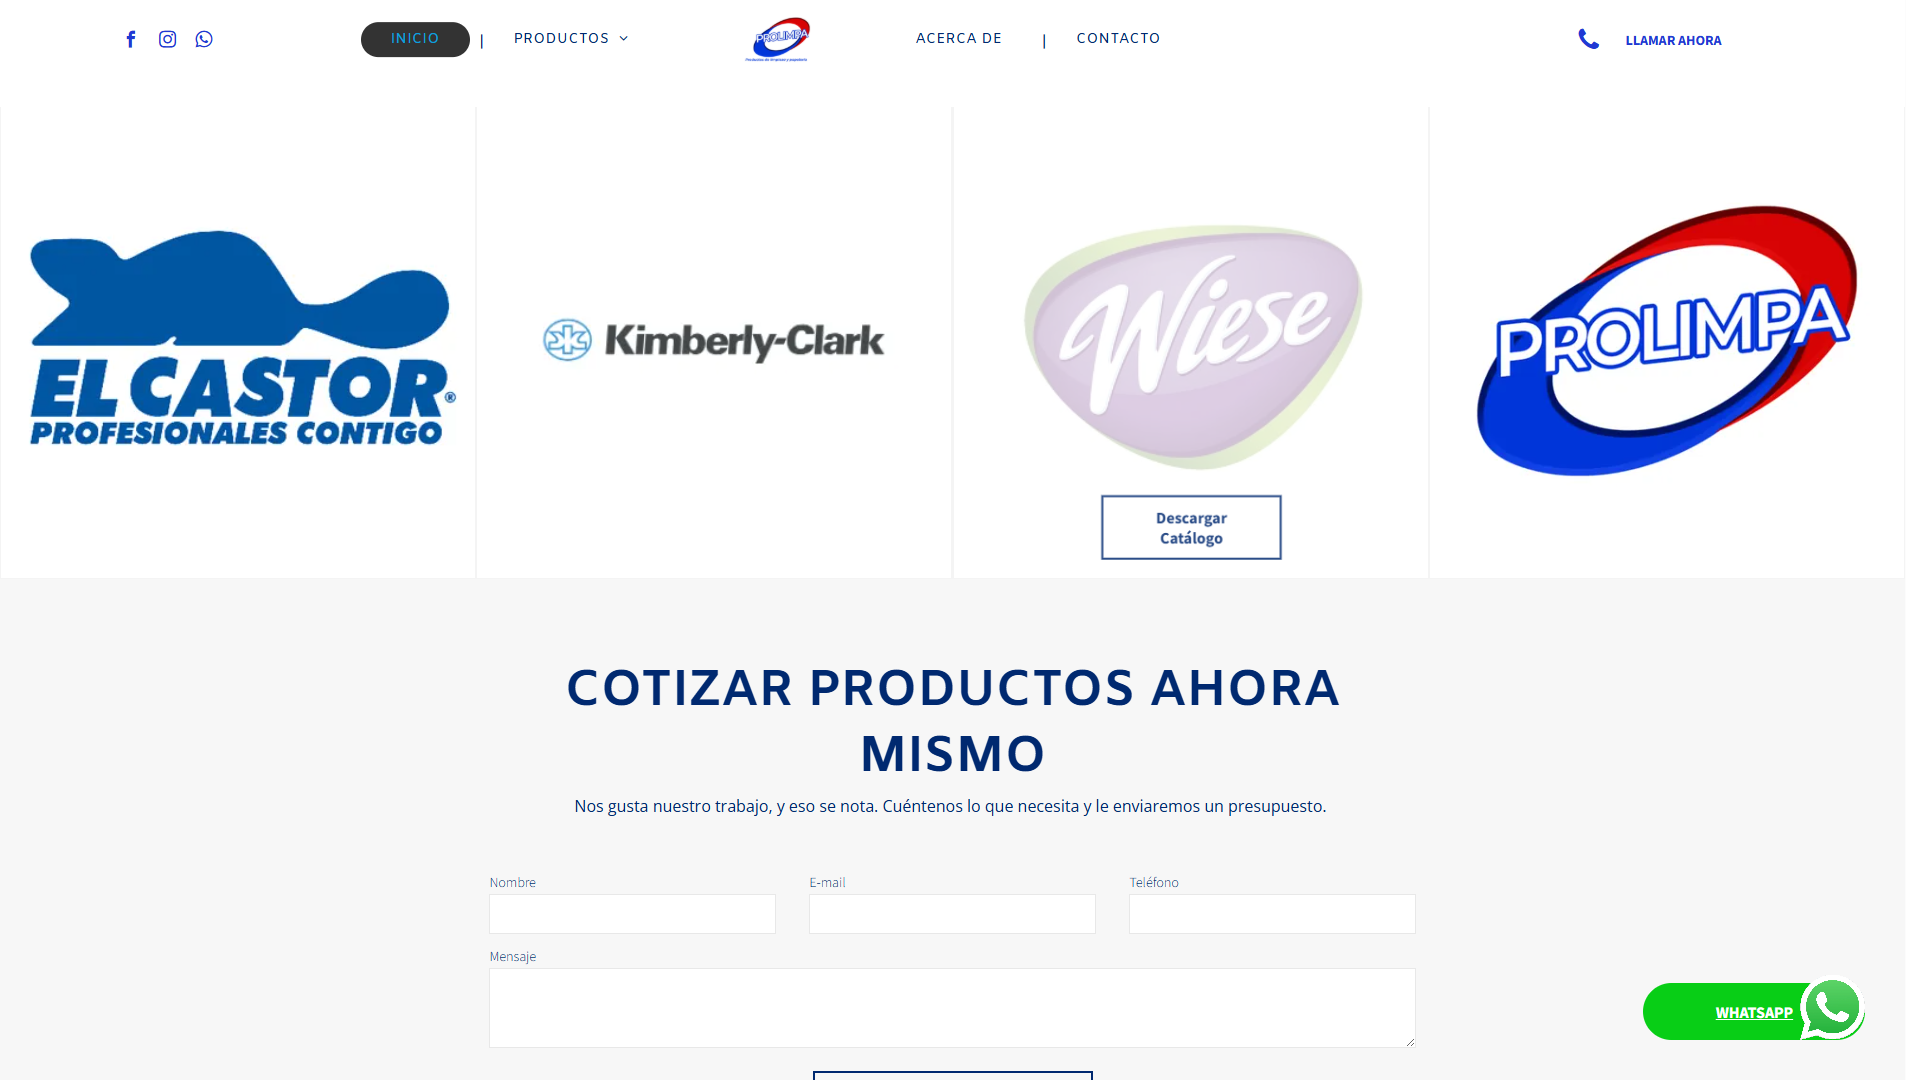 INICIO | PRODUCTOS
PROLIMPA
ACERCA DE | CONTACTO
LLAMAR AHORA
EL CASTOR®
PROFESIONALES CONTIGO
Kimberly-Clark
Wiese
Descargar
Catálogo
PROLIMPA
COTIZAR PRODUCTOS AHORA
MISMO
Nos gusta nuestro trabajo, y eso se nota. Cuéntenos lo que necesita y le enviaremos un presupuesto.
Nombre
E-mail
Teléfono
Mensaje
WHATSAPP